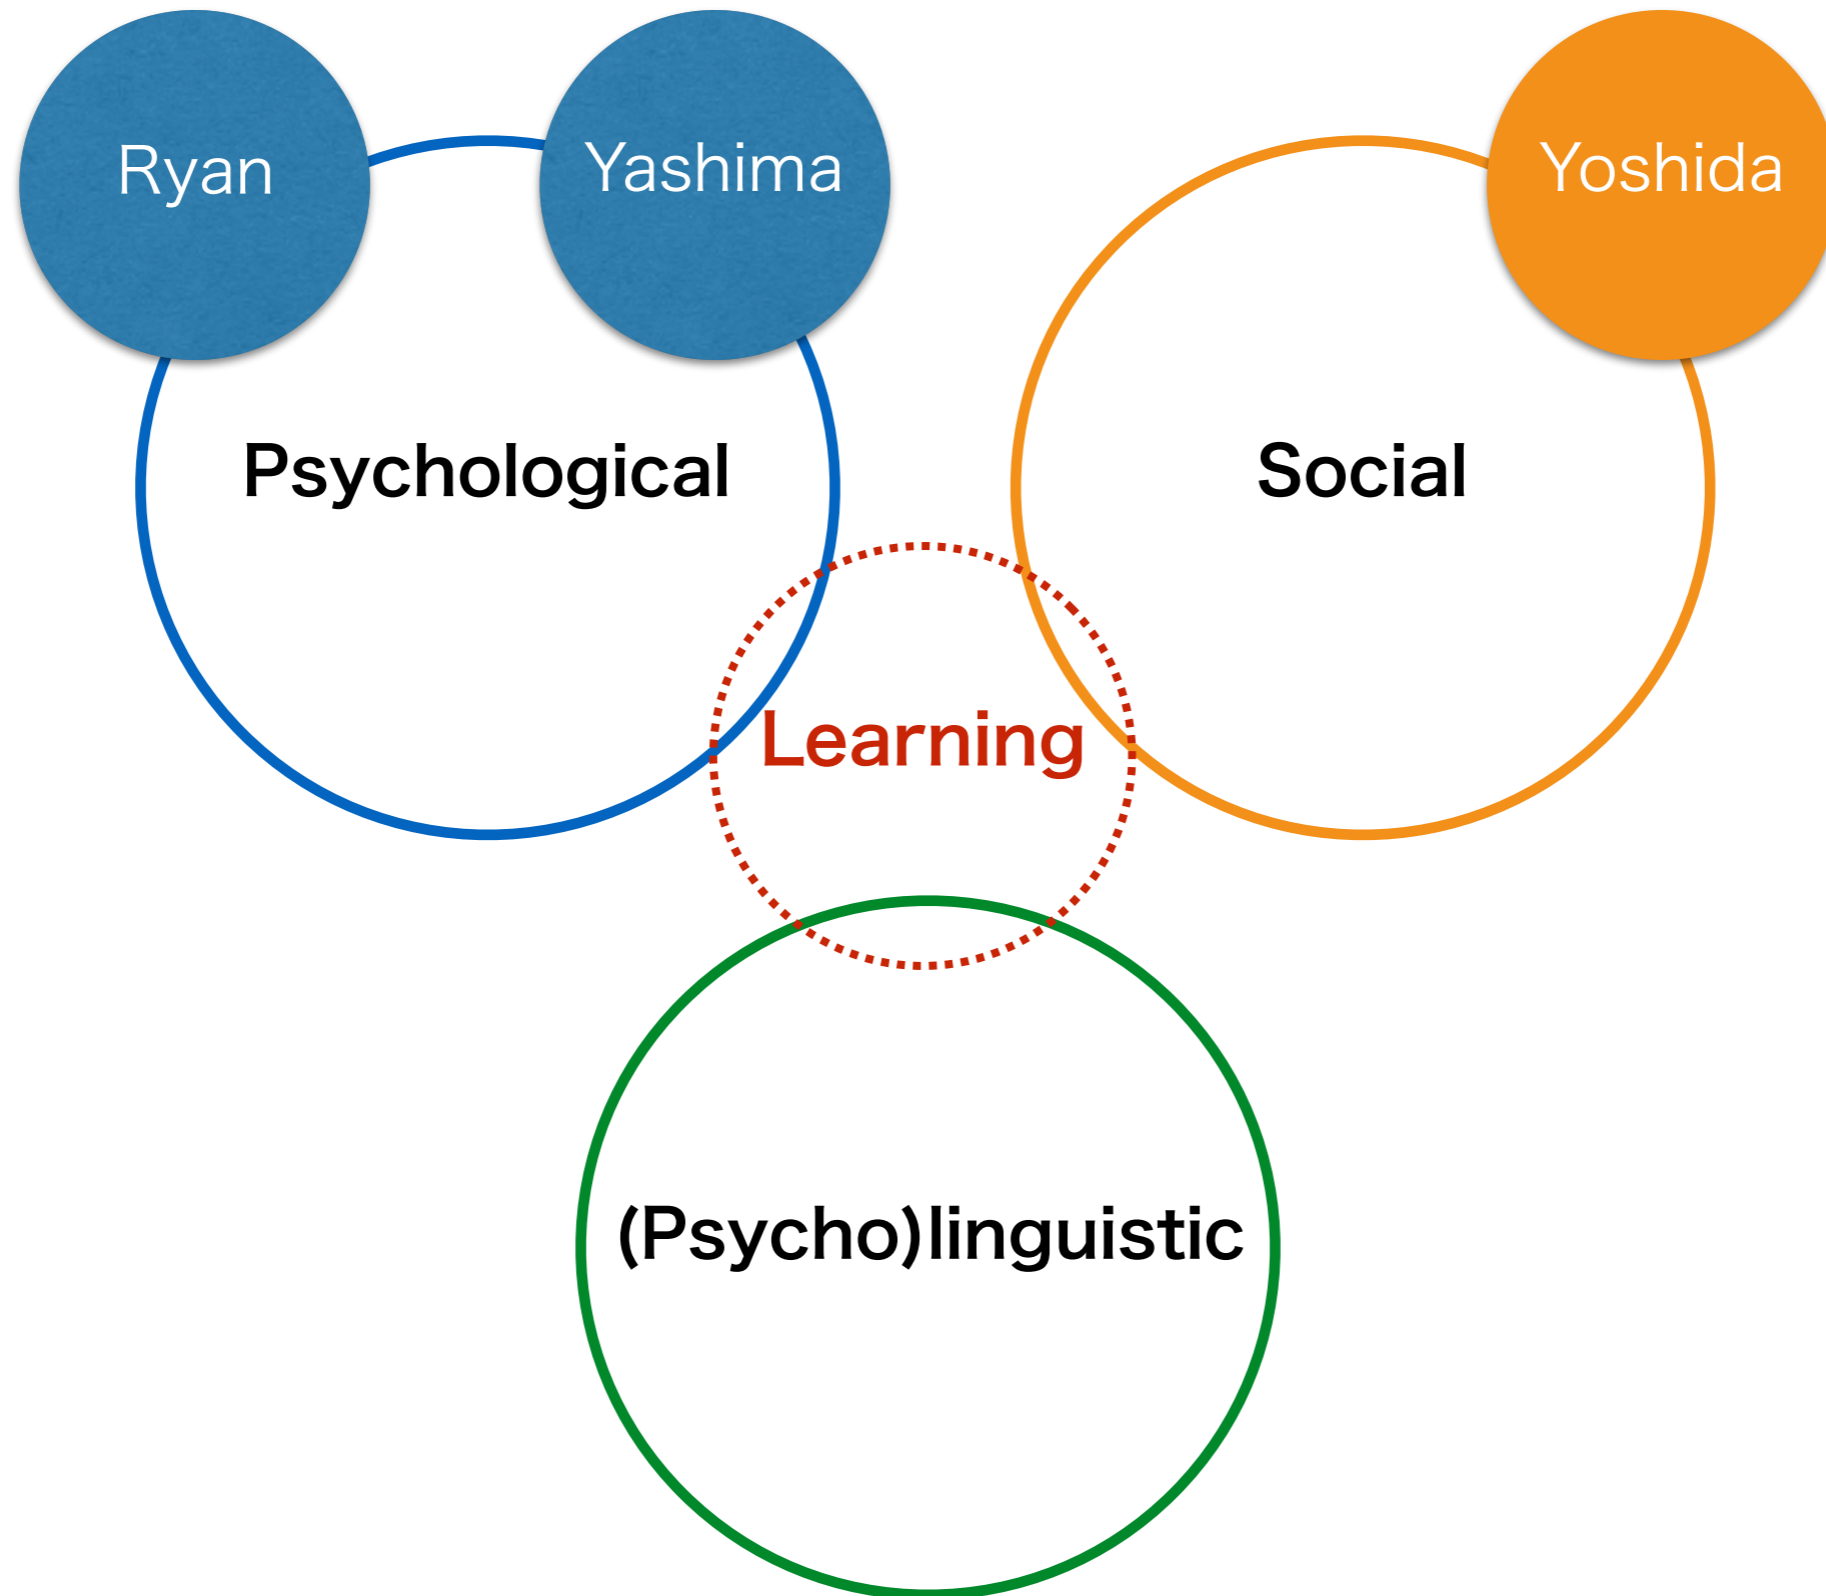 Ryan
Yashima
Yoshida
Psychological
Social
Learning
(Psycho)linguistic